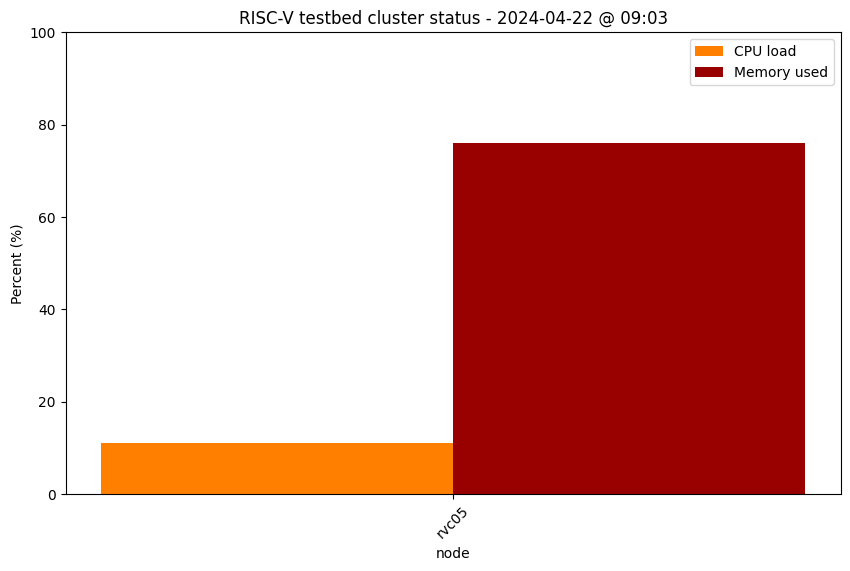 RISC-V testbed cluster status - 2024-04-22 @ 09:03
100
80
60
40
20
0
Percent (%)
CPU load
Memory used
rvc05
node